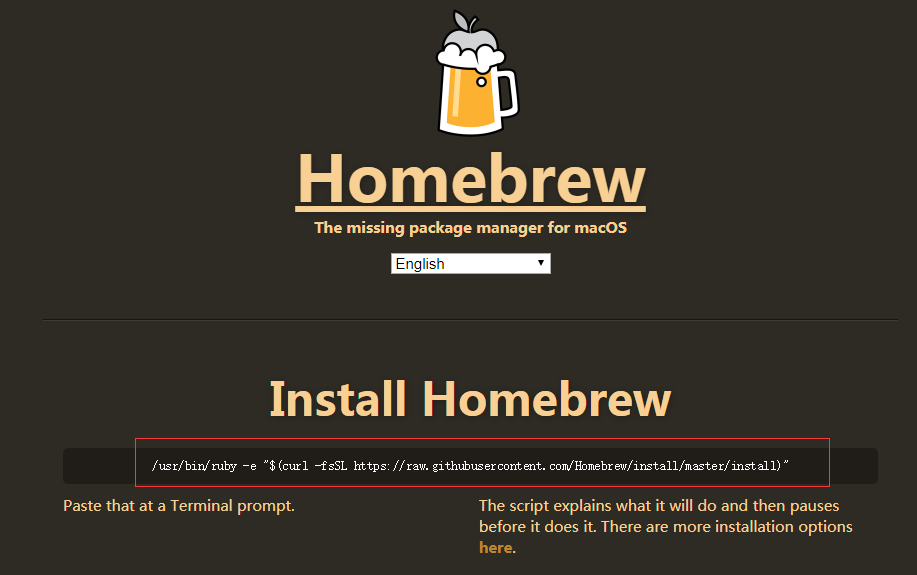 Homebrew
The missing package manager for macOS
English
Install Homebrew
/usr/bin/ruby -e "$(curl -fsSL https://raw.githubusercontent.com/Homebrew/install/master/install)"
Paste that at a Terminal prompt.
The script explains what it will do and then pauses
before it does it. There are more installation options
here.